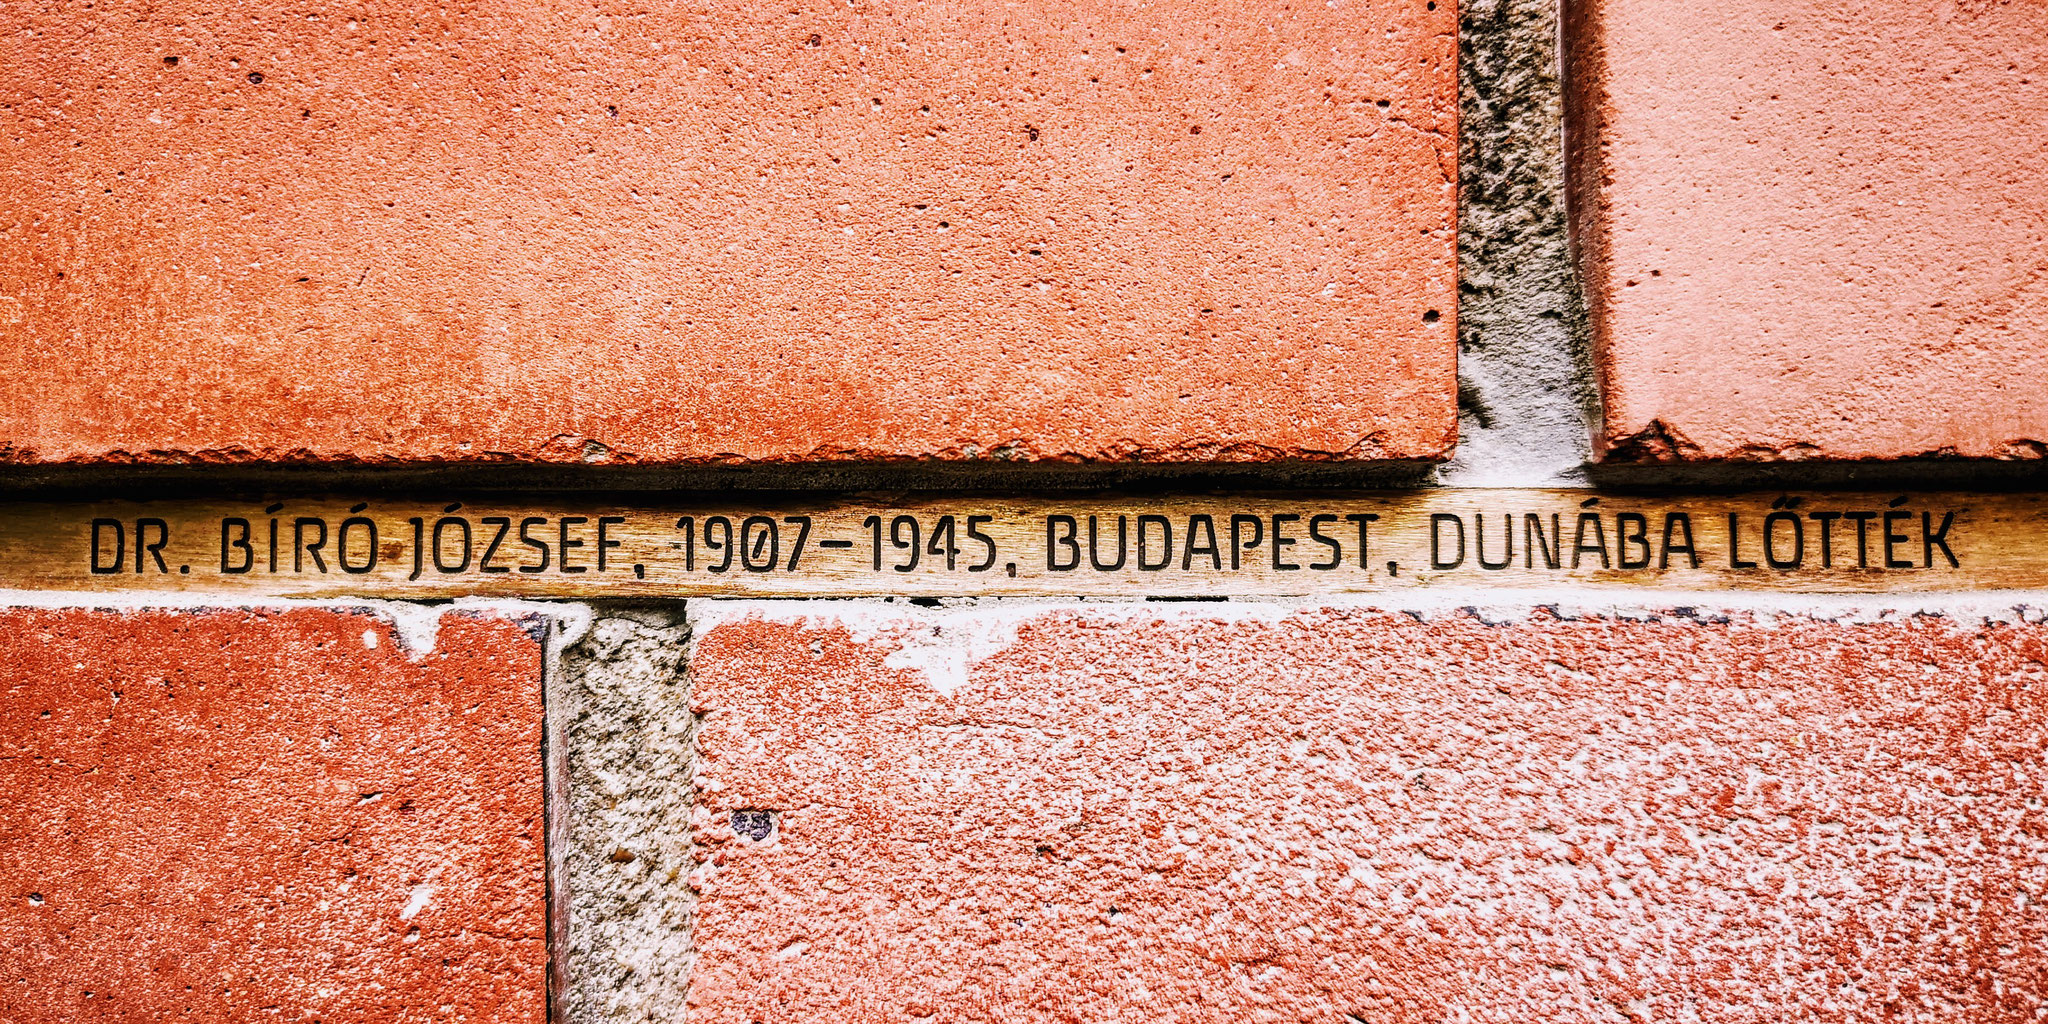 DR. BÍRÓ JÓZSEF, 1907–1945, BUDAPEST, DUNÁBA LŐTTÉK